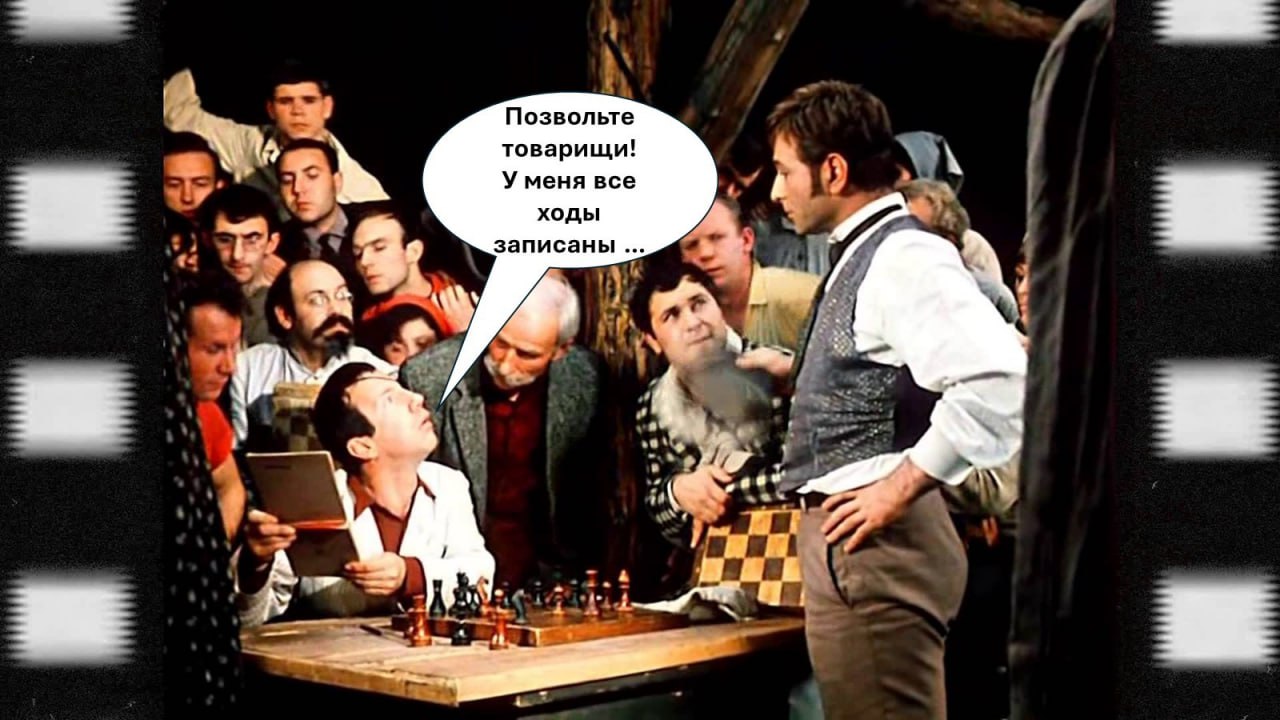 Позвольте
товарищи!
У меня все
ходы
записаны ...